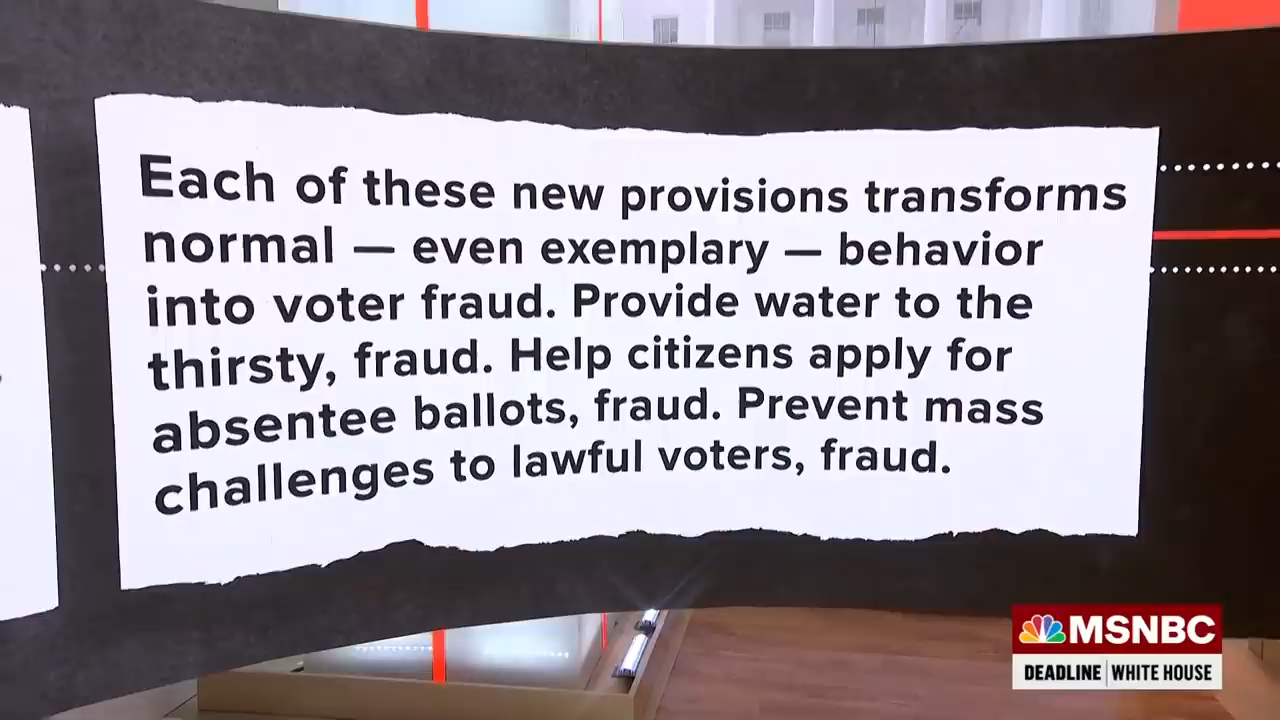 Each of these new provisions transforms
normal — even exemplary — behavior
into voter fraud. Provide water to the
thirsty, fraud. Help citizens apply for
absentee ballots, fraud. Prevent mass
challenges to lawful voters, fraud.
MSNBC
DEADLINE | WHITE HOUSE